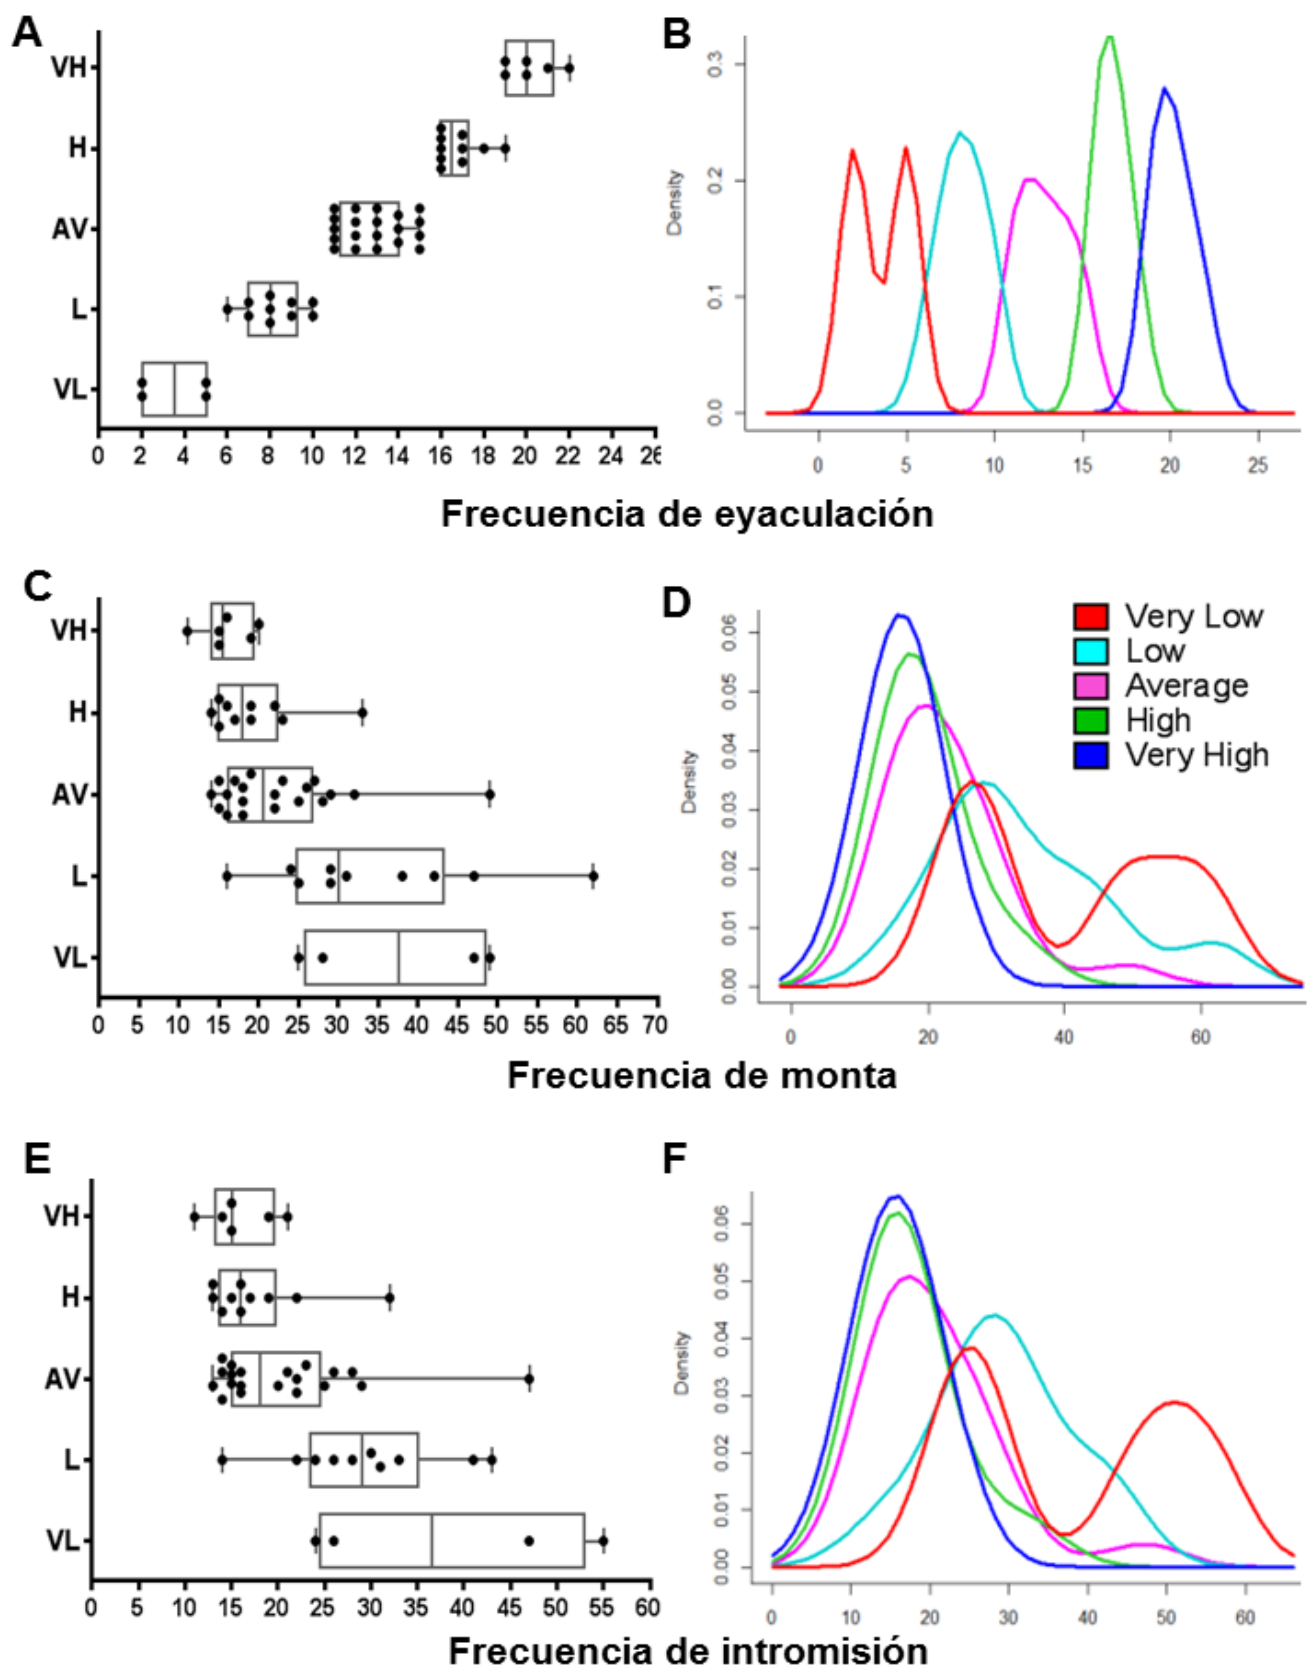 A
VH
H
AV
L
VL
0 2 4 6 8 10 12 14 16 18 20 22 24 26
B
Density
0.0 0.1 0.2 0.3
0 5 10 15 20 25
Frecuencia de eyaculación
C
VH
H
AV
L
VL
0 5 10 15 20 25 30 35 40 45 50 55 60 65 70
D
Very Low
Low
Average
High
Very High
Density
0.00 0.01 0.02 0.03 0.04 0.05 0.06
0 20 40 60
Frecuencia de monta
E
VH
H
AV
L
VL
0 5 10 15 20 25 30 35 40 45 50 55 60
F
Density
0.00 0.01 0.02 0.03 0.04 0.05 0.06
0 10 20 30 40 50 60
Frecuencia de intromisión